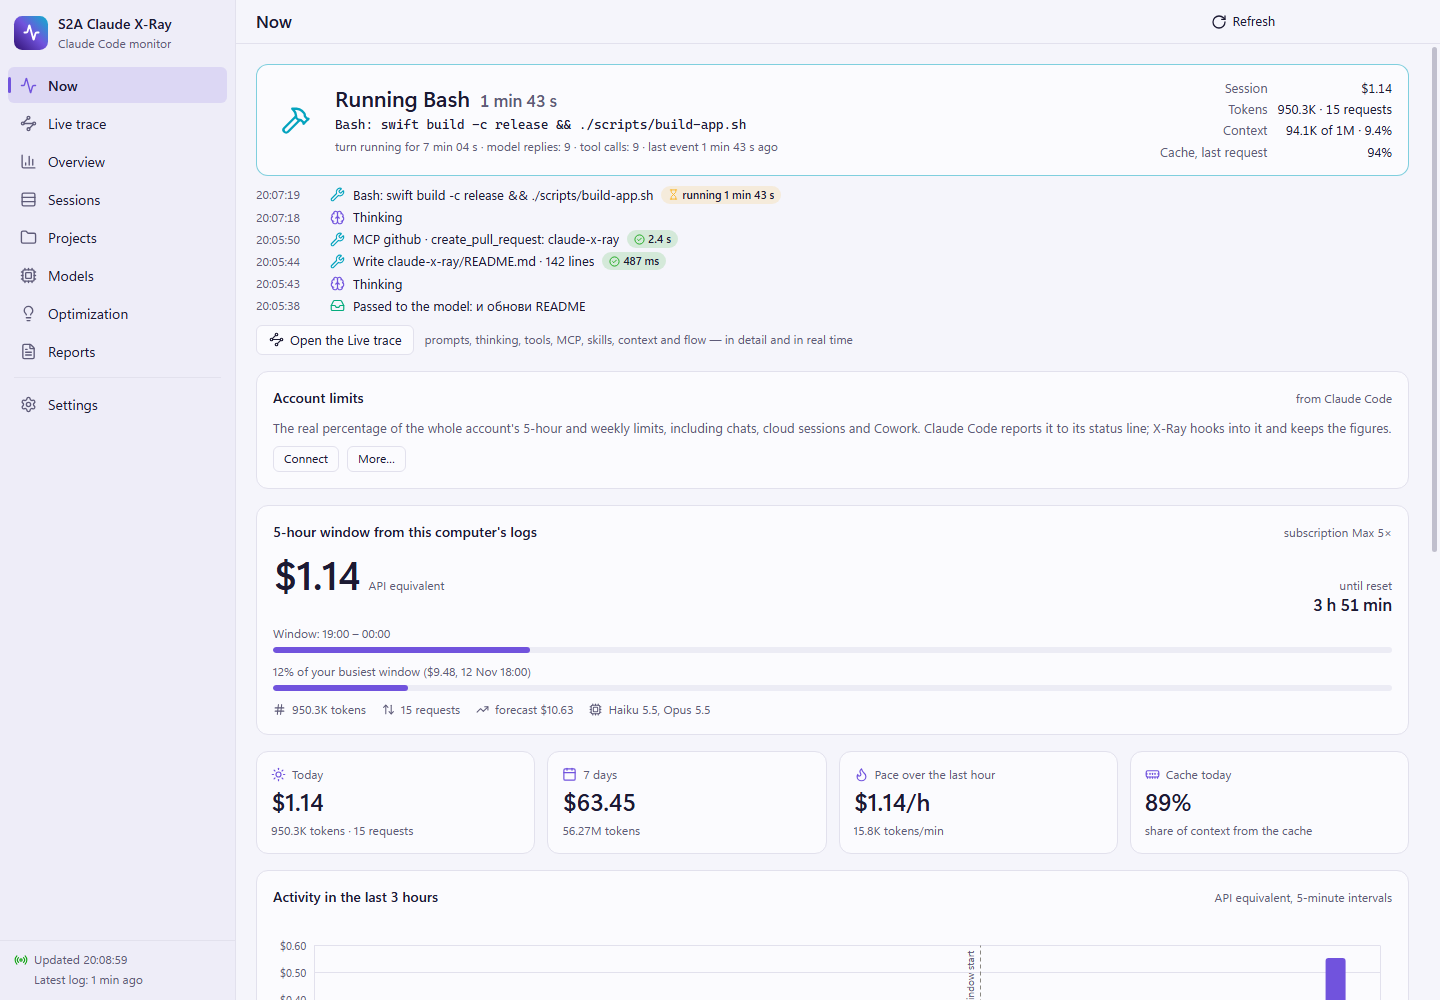 S2A Claude X-Ray
Claude Code monitor
Now
Live trace
Overview
Sessions
Projects
Models
Optimization
Reports
Settings
Updated 20:08:59
Latest log: 1 min ago
Now
Refresh
Running Bash 1 min 43 s
Bash: swift build -c release && ./scripts/build-app.sh
turn running for 7 min 04 s · model replies: 9 · tool calls: 9 · last event 1 min 43 s ago
Session $1.14
Tokens 950.3K · 15 requests
Context 94.1K of 1M · 9.4%
Cache, last request 94%
20:07:19 Bash: swift build -c release && ./scripts/build-app.sh running 1 min 43 s
20:07:18 Thinking
20:05:50 MCP github · create_pull_request: claude-x-ray 2.4 s
20:05:44 Write claude-x-ray/README.md · 142 lines 487 ms
20:05:43 Thinking
20:05:38 Passed to the model: и обнови README
Open the Live trace prompts, thinking, tools, MCP, skills, context and flow — in detail and in real time
Account limits from Claude Code
The real percentage of the whole account's 5-hour and weekly limits, including chats, cloud sessions and Cowork. Claude Code reports it to its status line; X-Ray hooks into it and keeps the figures.
Connect More...
5-hour window from this computer's logs subscription Max 5×
$1.14 API equivalent
until reset
3 h 51 min
Window: 19:00 – 00:00
12% of your busiest window ($9.48, 12 Nov 18:00)
950.3K tokens 15 requests forecast $10.63 Haiku 5.5, Opus 5.5
Today
$1.14
950.3K tokens · 15 requests
7 days
$63.45
56.27M tokens
Pace over the last hour
$1.14/h
15.8K tokens/min
Cache today
89%
share of context from the cache
Activity in the last 3 hours API equivalent, 5-minute intervals
$0.60
$0.50
$0.40
indow start